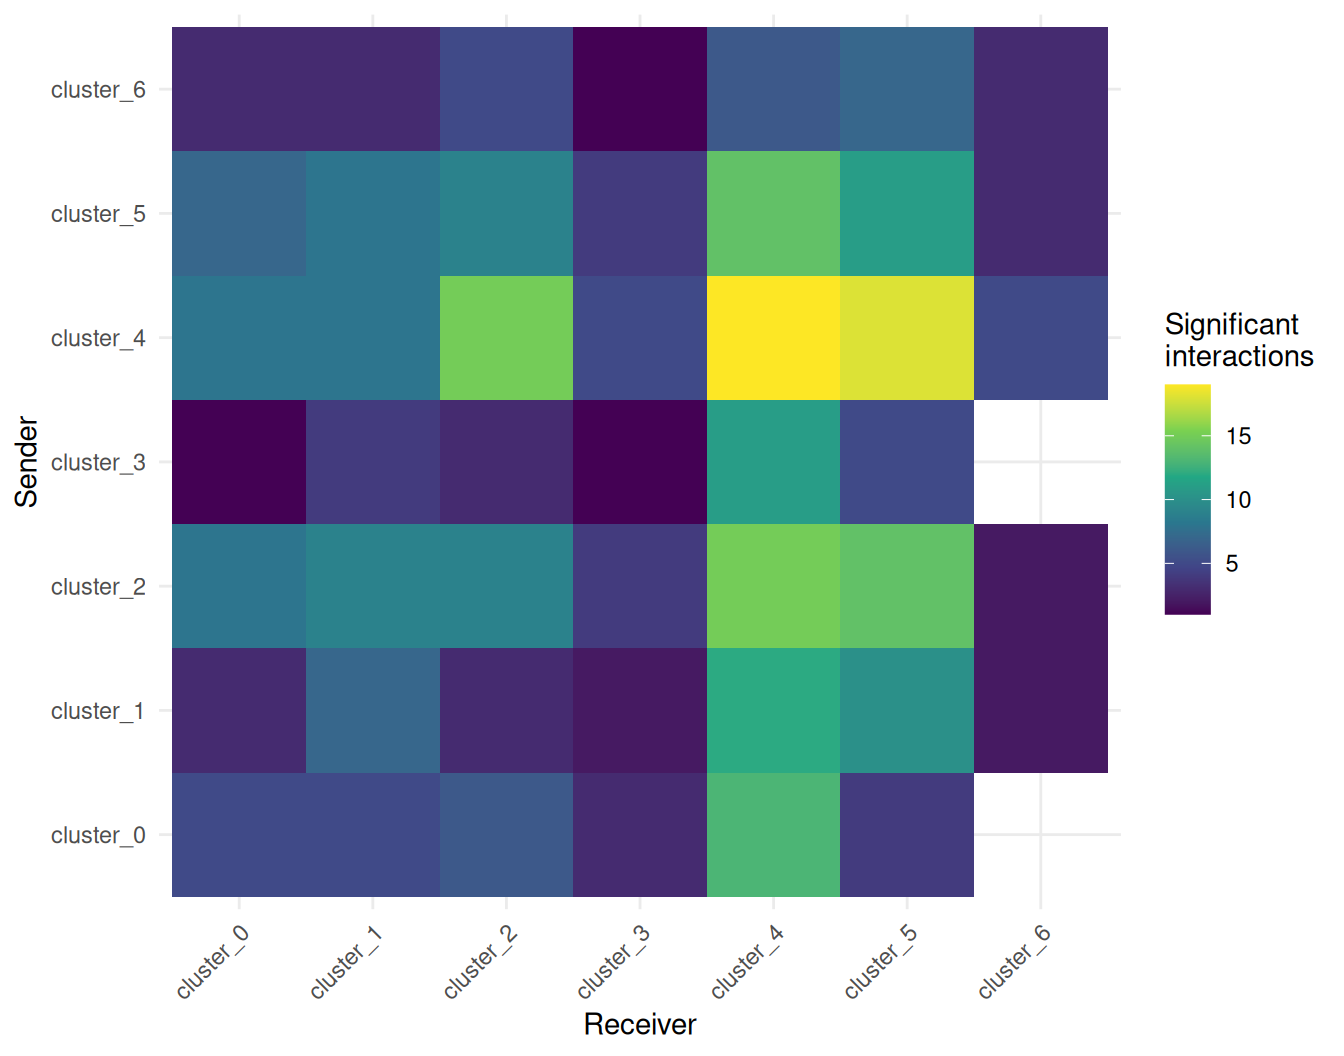 cluster_6
cluster_5
cluster_4
cluster_3
cluster_2
cluster_1
cluster_0
Sender
cluster_0
cluster_1
cluster_2
cluster_3
cluster_4
cluster_5
cluster_6
Receiver
Significant
interactions
15
10
5